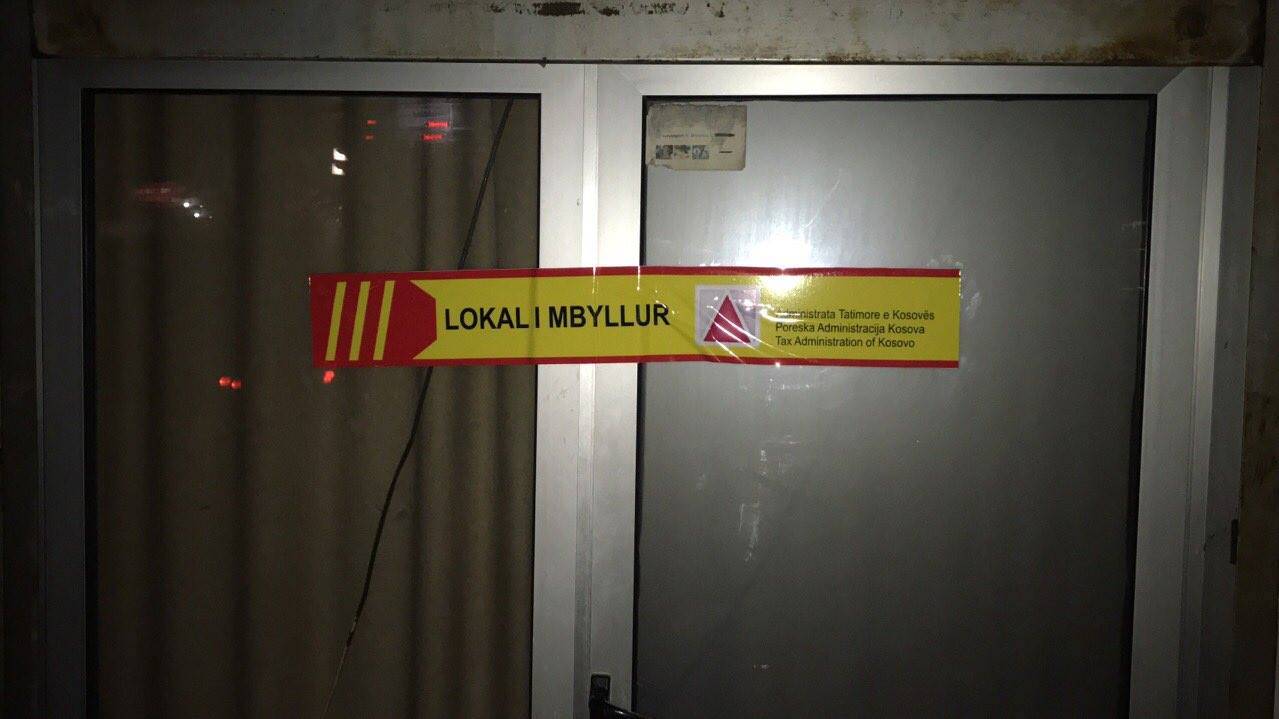 LOKAL I MBYLLUR
Administrata Tatimore e Kosovës
Poreska Administracija Kosova
Tax Administration of Kosovo